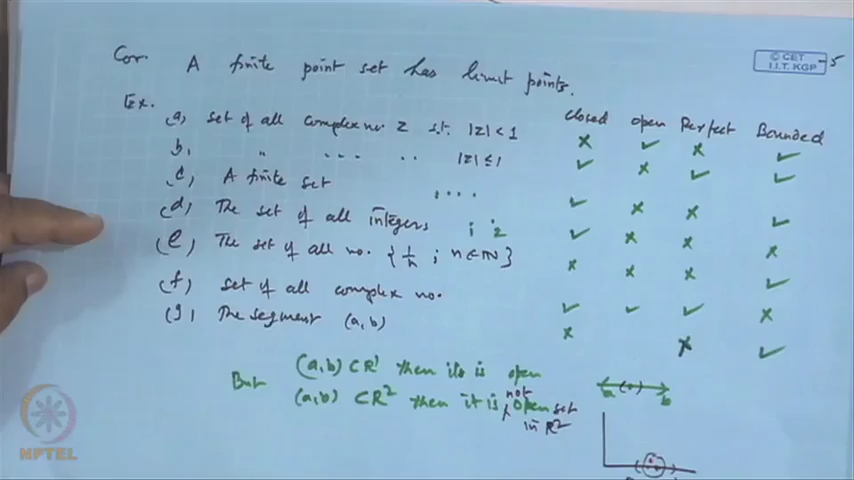 Cor. A finite point set has limit points.
© CET
I.I.T. KGP
-5
Ex.
closed open Perfect Bounded
(a) set of all complex no. z s.t. |z| < 1 × ✓ × ✓
b, " ... .. |z| ≤ 1 ✓ × ✓ ✓
(c) A finite set .... ✓ × × ✓
(d) The set of all integers ✓ × × ×
(e) The set of all no. { 1/n ; n ∈ N } × × × ✓
(f) set of all complex no. ✓ ✓ ✓ ×
(g) The segment (a,b) × × ✓
But (a,b) ⊂ R¹ then it is open
(a,b) ⊂ R² then it is not open set
in R²
a b
NPTEL